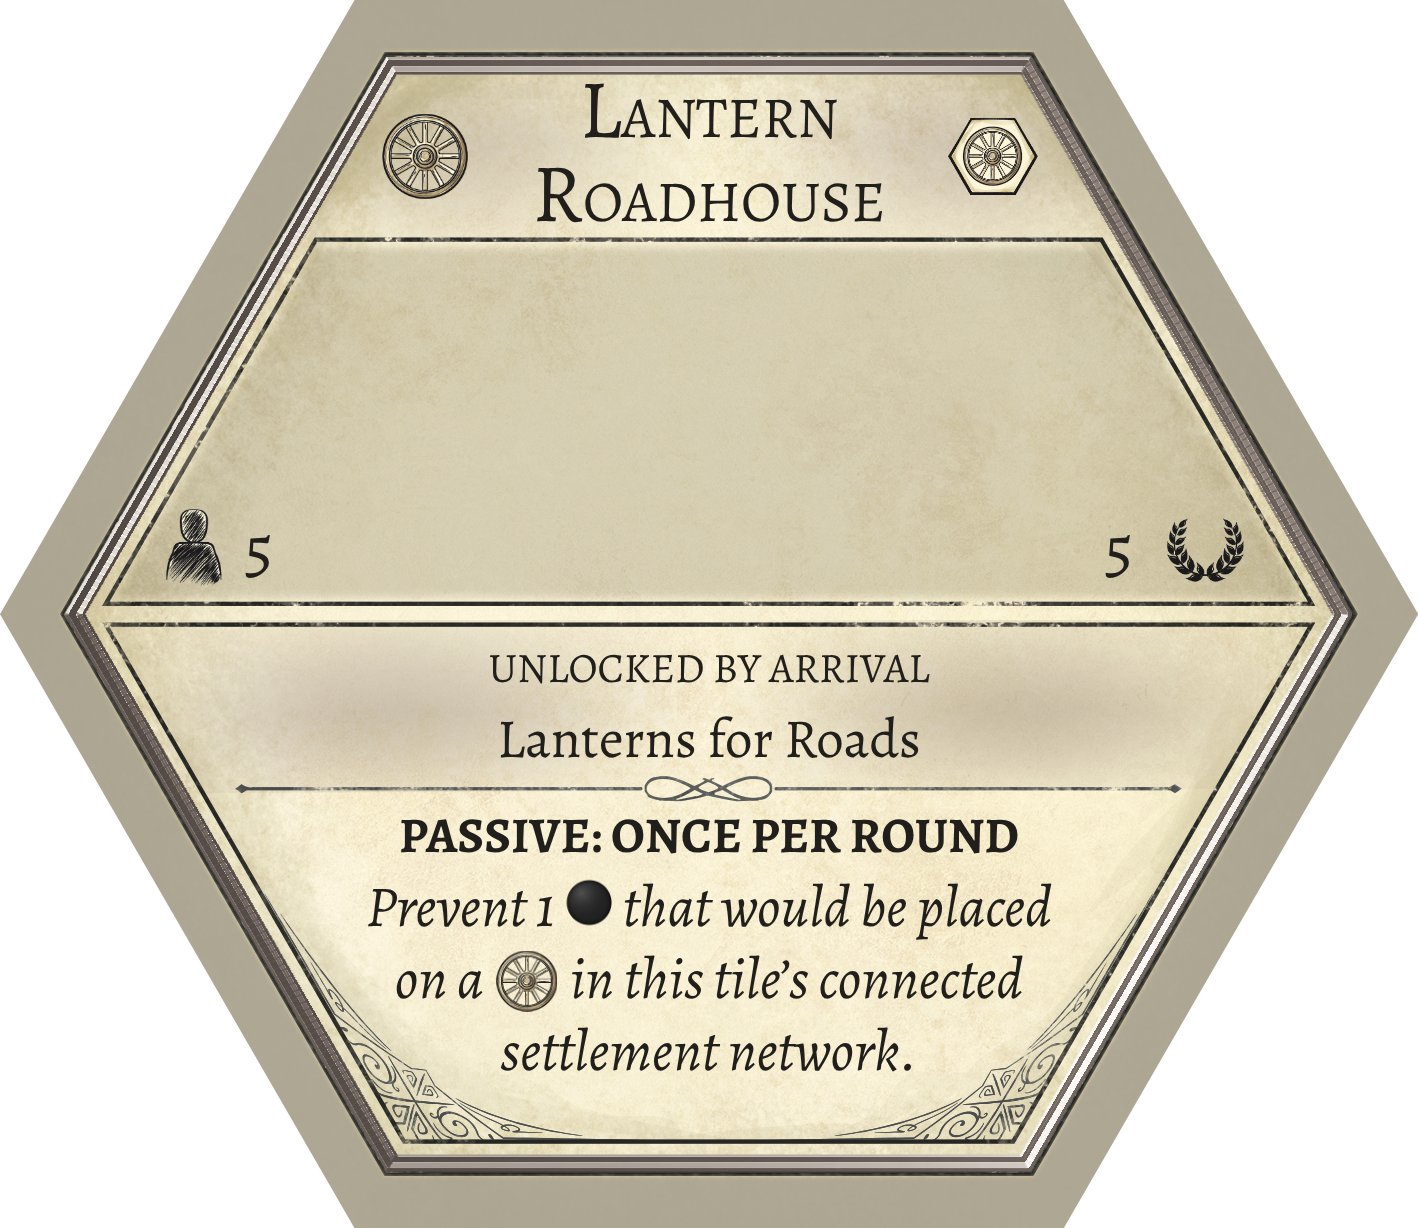 Lantern
Roadhouse
5
5
UNLOCKED BY ARRIVAL
Lanterns for Roads
PASSIVE: ONCE PER ROUND
Prevent 1 that would be placed
on a in this tile’s connected
settlement network.